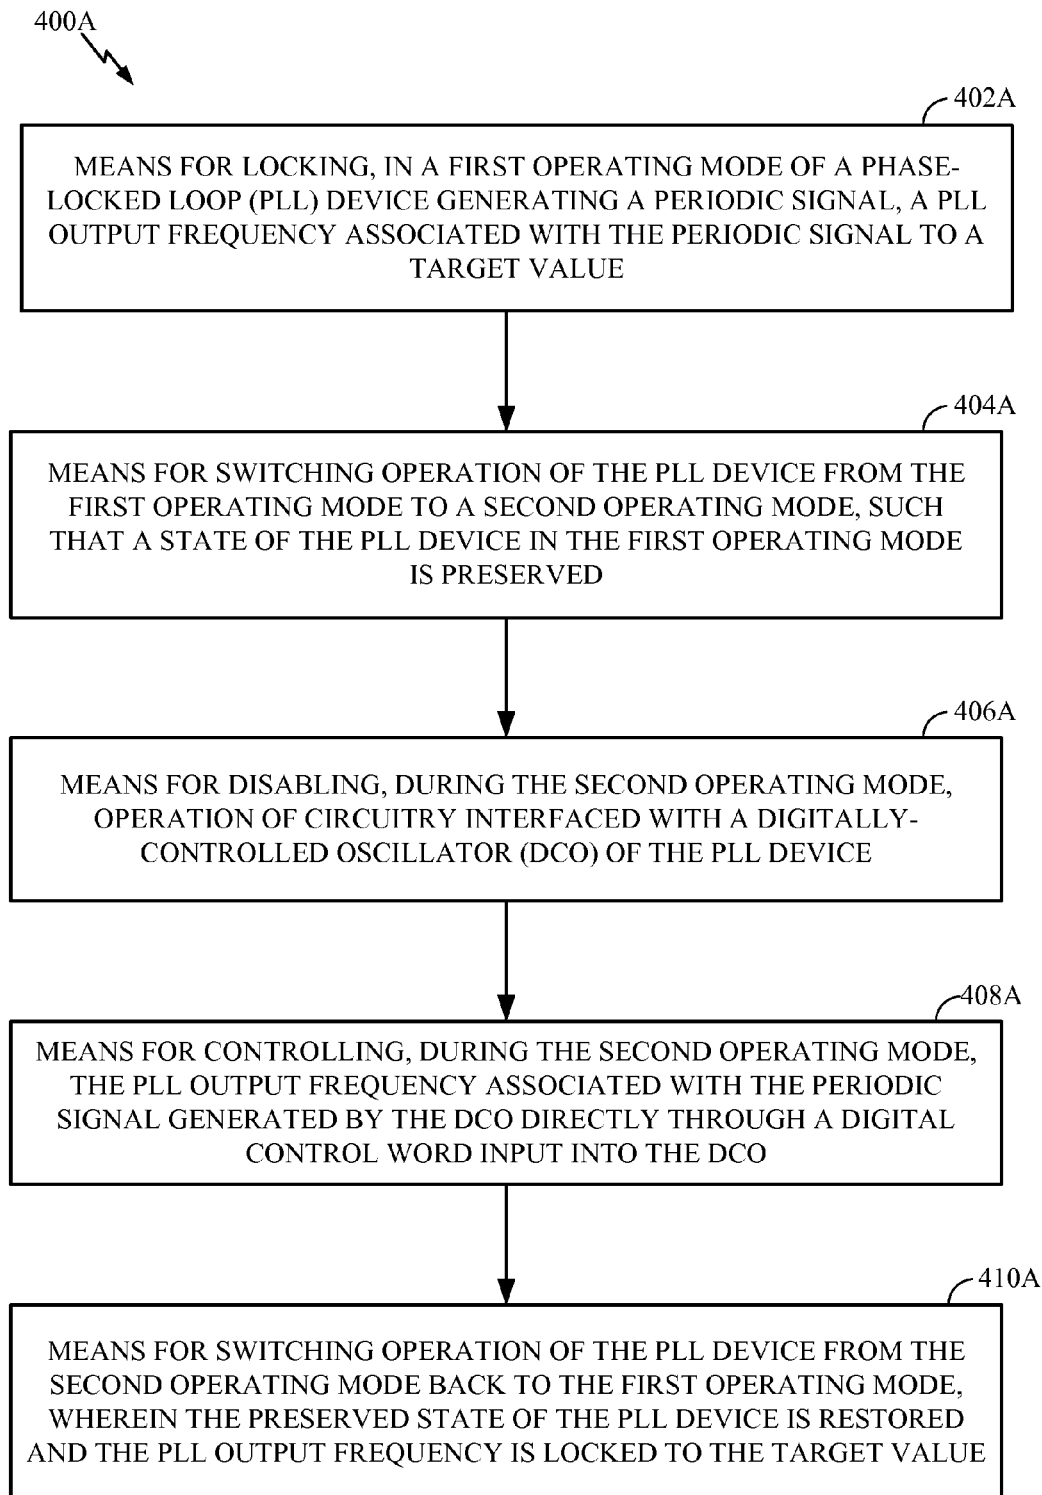 400A
402A
MEANS FOR LOCKING, IN A FIRST OPERATING MODE OF A PHASE-
LOCKED LOOP (PLL) DEVICE GENERATING A PERIODIC SIGNAL, A PLL
OUTPUT FREQUENCY ASSOCIATED WITH THE PERIODIC SIGNAL TO A
TARGET VALUE
404A
MEANS FOR SWITCHING OPERATION OF THE PLL DEVICE FROM THE
FIRST OPERATING MODE TO A SECOND OPERATING MODE, SUCH
THAT A STATE OF THE PLL DEVICE IN THE FIRST OPERATING MODE
IS PRESERVED
406A
MEANS FOR DISABLING, DURING THE SECOND OPERATING MODE,
OPERATION OF CIRCUITRY INTERFACED WITH A DIGITALLY-
CONTROLLED OSCILLATOR (DCO) OF THE PLL DEVICE
408A
MEANS FOR CONTROLLING, DURING THE SECOND OPERATING MODE,
THE PLL OUTPUT FREQUENCY ASSOCIATED WITH THE PERIODIC
SIGNAL GENERATED BY THE DCO DIRECTLY THROUGH A DIGITAL
CONTROL WORD INPUT INTO THE DCO
410A
MEANS FOR SWITCHING OPERATION OF THE PLL DEVICE FROM THE
SECOND OPERATING MODE BACK TO THE FIRST OPERATING MODE,
WHEREIN THE PRESERVED STATE OF THE PLL DEVICE IS RESTORED
AND THE PLL OUTPUT FREQUENCY IS LOCKED TO THE TARGET VALUE